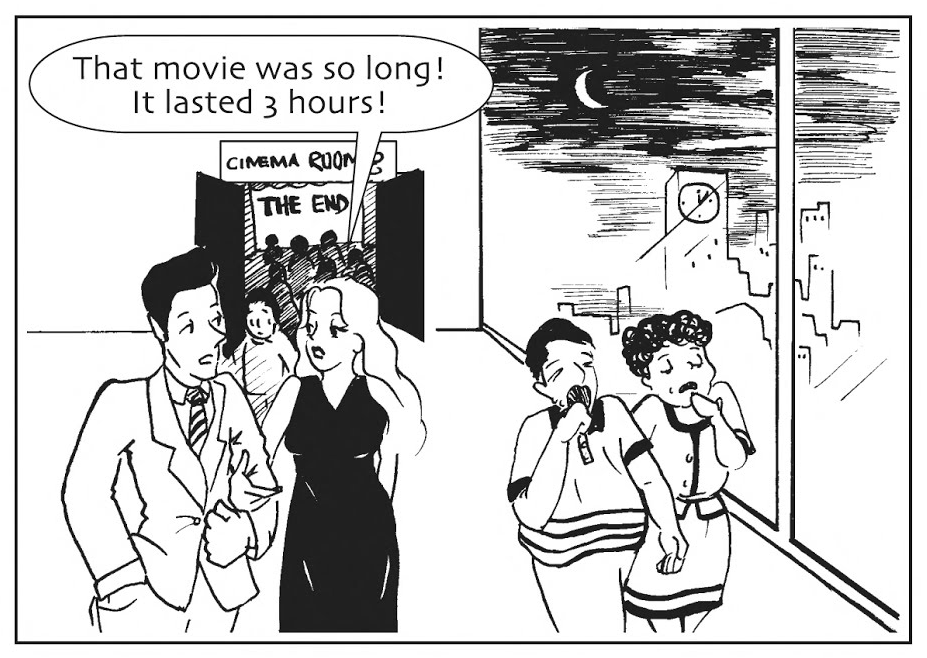 That movie was so long!
It lasted 3 hours!
CINEMA ROOM
THE END